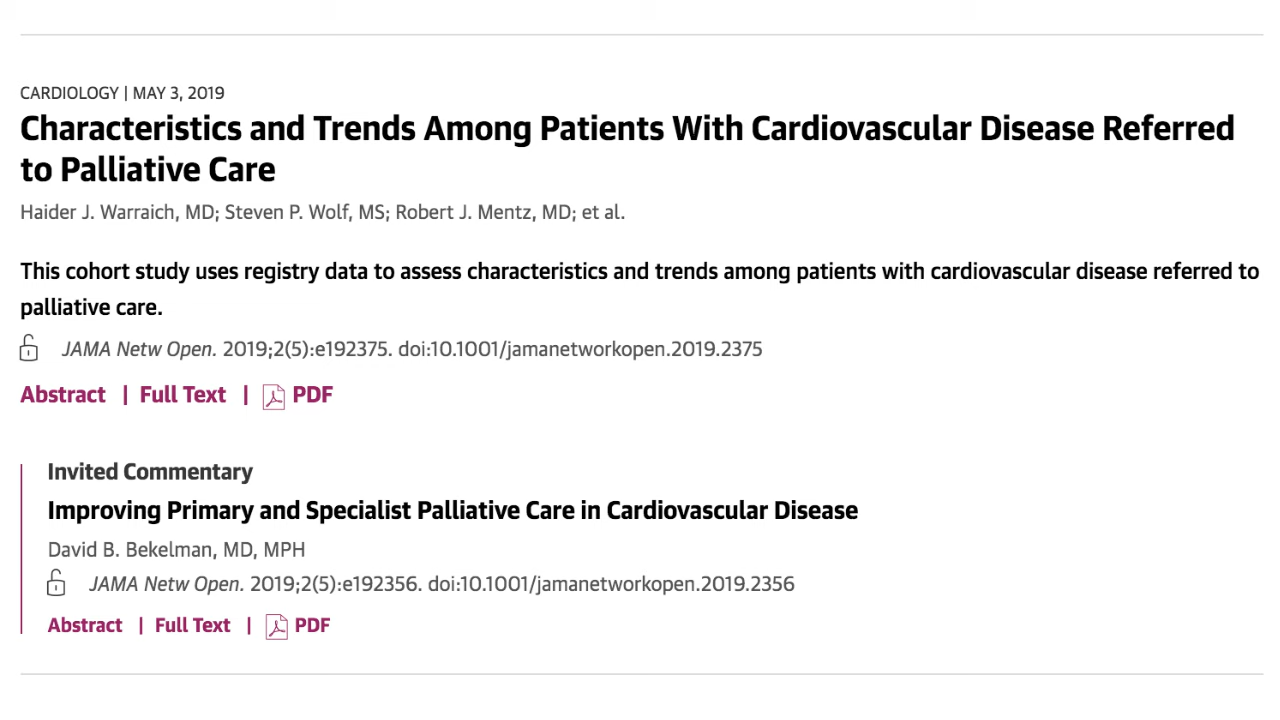 CARDIOLOGY | MAY 3, 2019
Characteristics and Trends Among Patients With Cardiovascular Disease Referred
to Palliative Care
Haider J. Warraich, MD; Steven P. Wolf, MS; Robert J. Mentz, MD; et al.
This cohort study uses registry data to assess characteristics and trends among patients with cardiovascular disease referred to
palliative care.
JAMA Netw Open. 2019;2(5):e192375. doi:10.1001/jamanetworkopen.2019.2375
Abstract | Full Text | PDF
Invited Commentary
Improving Primary and Specialist Palliative Care in Cardiovascular Disease
David B. Bekelman, MD, MPH
JAMA Netw Open. 2019;2(5):e192356. doi:10.1001/jamanetworkopen.2019.2356
Abstract | Full Text | PDF